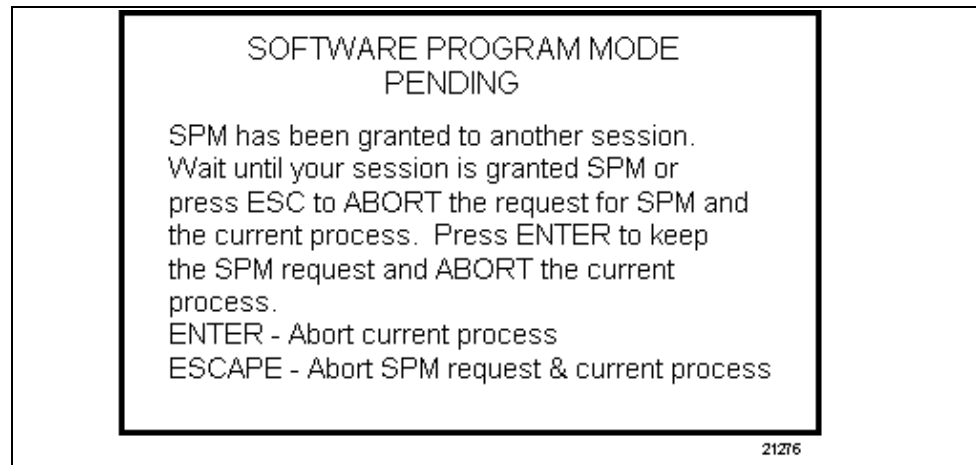 SOFTWARE PROGRAM MODE
PENDING
SPM has been granted to another session.
Wait until your session is granted SPM or
press ESC to ABORT the request for SPM and
the current process.  Press ENTER to keep
the SPM request and ABORT the current
process.
ENTER - Abort current process
ESCAPE - Abort SPM request & current process
21276